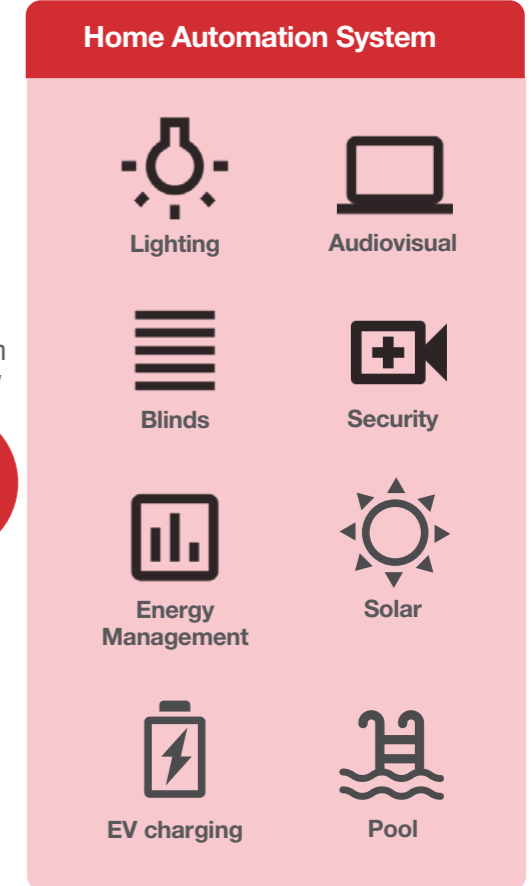 Home Automation System
Lighting
Audiovisual
Blinds
Security
Energy
Management
Solar
EV charging
Pool